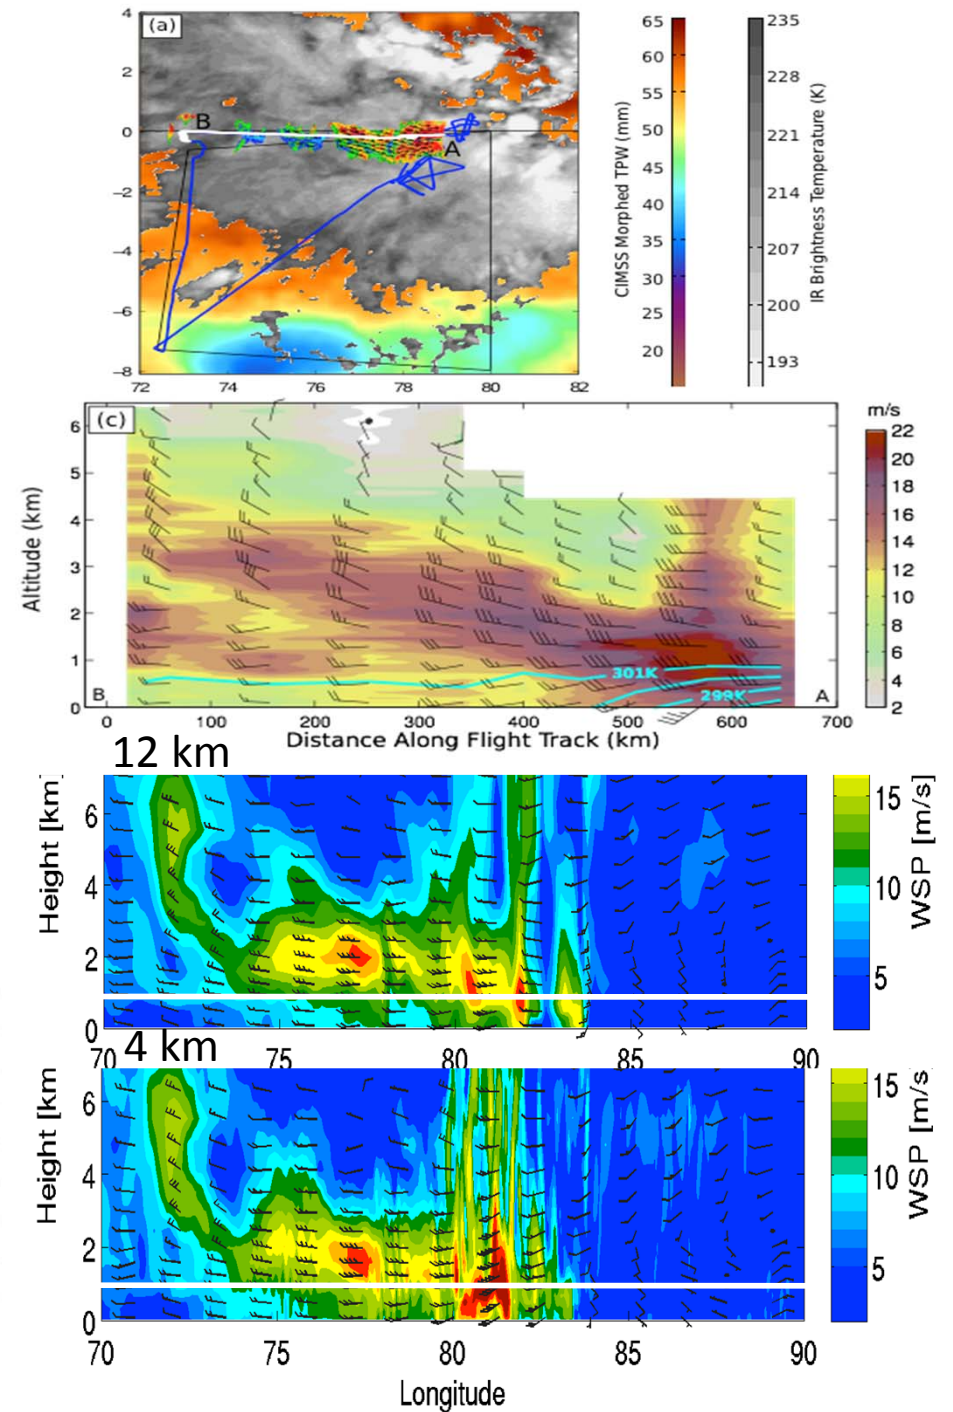 (a)
4
2
0
−2
−4
−6
−8
72 74 76 78 80 82
B
A
65
60
55
50
45
40
35
30
25
20
CIMSS Morphed TPW (mm)
235
228
221
214
207
200
193
IR Brightness Temperature (K)
(c)
6
5
4
3
2
1
0
Altitude (km)
B
A
301K
299K
0 100 200 300 400 500 600 700
Distance Along Flight Track (km)
m/s
22
20
18
16
14
12
10
8
6
4
2
12 km
Height [km]
6
4
2
0
70 75 80 85 90
15
10
5
WSP [m/s]
4 km
Height [km
6
4
2
0
70 75 80 85 90
Longitude
15
10
5
WSP [m/s]